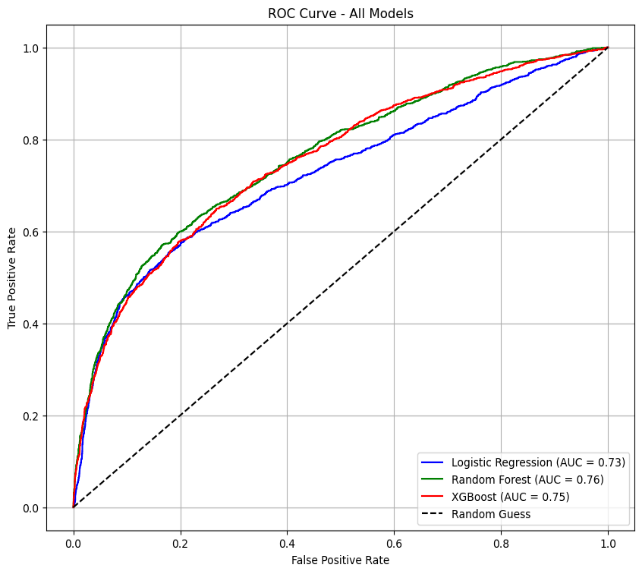 ROC Curve - All Models
True Positive Rate
1.0
0.8
0.6
0.4
0.2
0.0
Logistic Regression (AUC = 0.73)
Random Forest (AUC = 0.76)
XGBoost (AUC = 0.75)
Random Guess
0.0 0.2 0.4 0.6 0.8 1.0
False Positive Rate